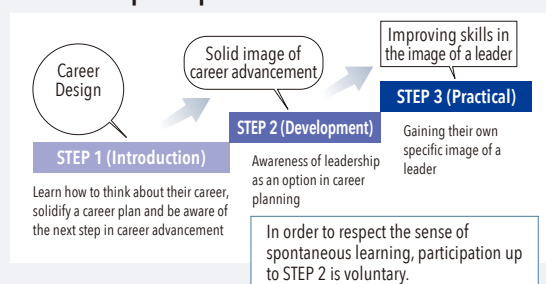 Career
Design
STEP 1 (Introduction)
Learn how to think about their career,
solidify a career plan and be aware of
the next step in career advancement
Solid image of
career advancement
STEP 2 (Development)
Awareness of leadership
as an option in career
planning
Improving skills in
the image of a leader
STEP 3 (Practical)
Gaining their own
specific image of a
leader
In order to respect the sense of
spontaneous learning, participation up
to STEP 2 is voluntary.